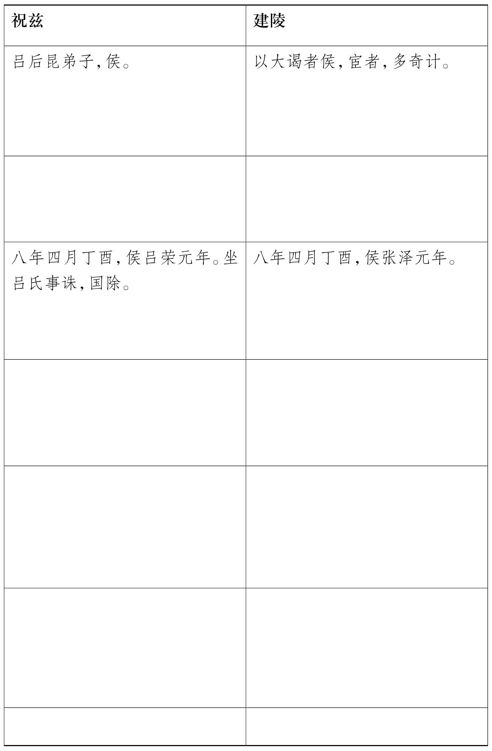 祝兹
建陵
吕后昆弟子，侯。
以大谒者侯，宦者，多奇计。
八年四月丁酉，侯吕荣元年。坐
吕氏事诛，国除。
八年四月丁酉，侯张泽元年。